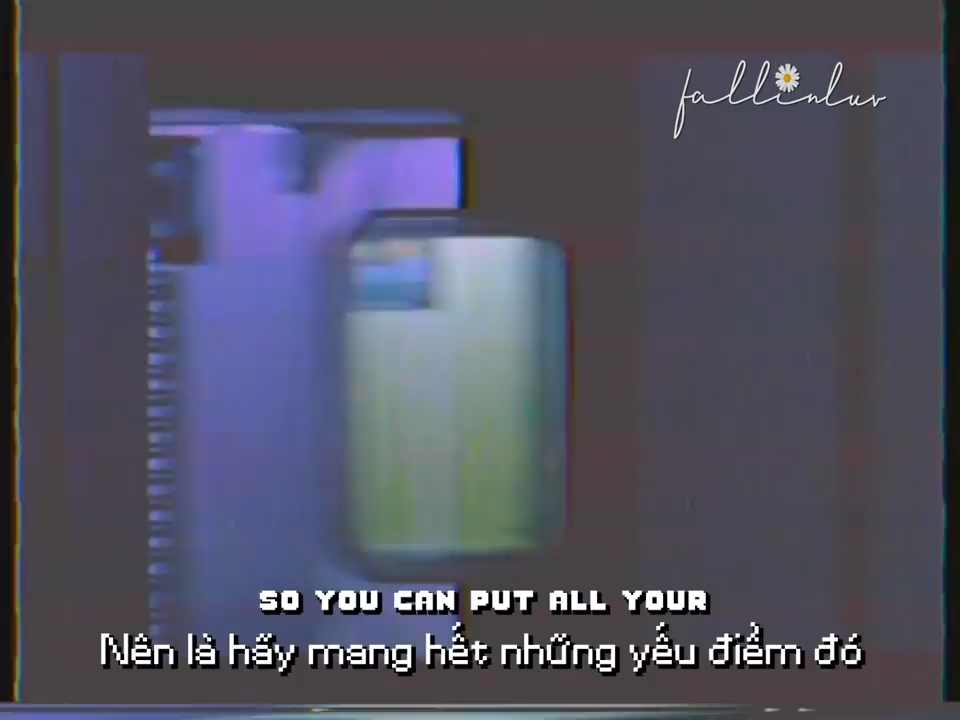 fallinluv
SO YOU CAN PUT ALL YOUR
Nên là hãy mang hết những yếu điểm đó